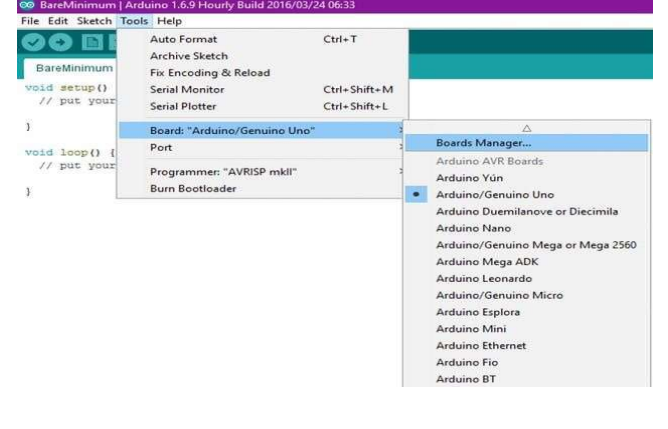 BareMinimum | Arduino 1.6.9 Hourly Build 2016/03/24 06:33
File Edit Sketch Tools Help
BareMinimum
void setup()
// put your
}
void loop() {
// put your
}
Auto Format Ctrl+T
Archive Sketch
Fix Encoding & Reload
Serial Monitor Ctrl+Shift+M
Serial Plotter Ctrl+Shift+L
Board: "Arduino/Genuino Uno"
Port
Programmer: "AVRISP mkII"
Burn Bootloader
Boards Manager...
Arduino AVR Boards
Arduino Yún
Arduino/Genuino Uno
Arduino Duemilanove or Diecimila
Arduino Nano
Arduino/Genuino Mega or Mega 2560
Arduino Mega ADK
Arduino Leonardo
Arduino/Genuino Micro
Arduino Esplora
Arduino Mini
Arduino Ethernet
Arduino Fio
Arduino BT